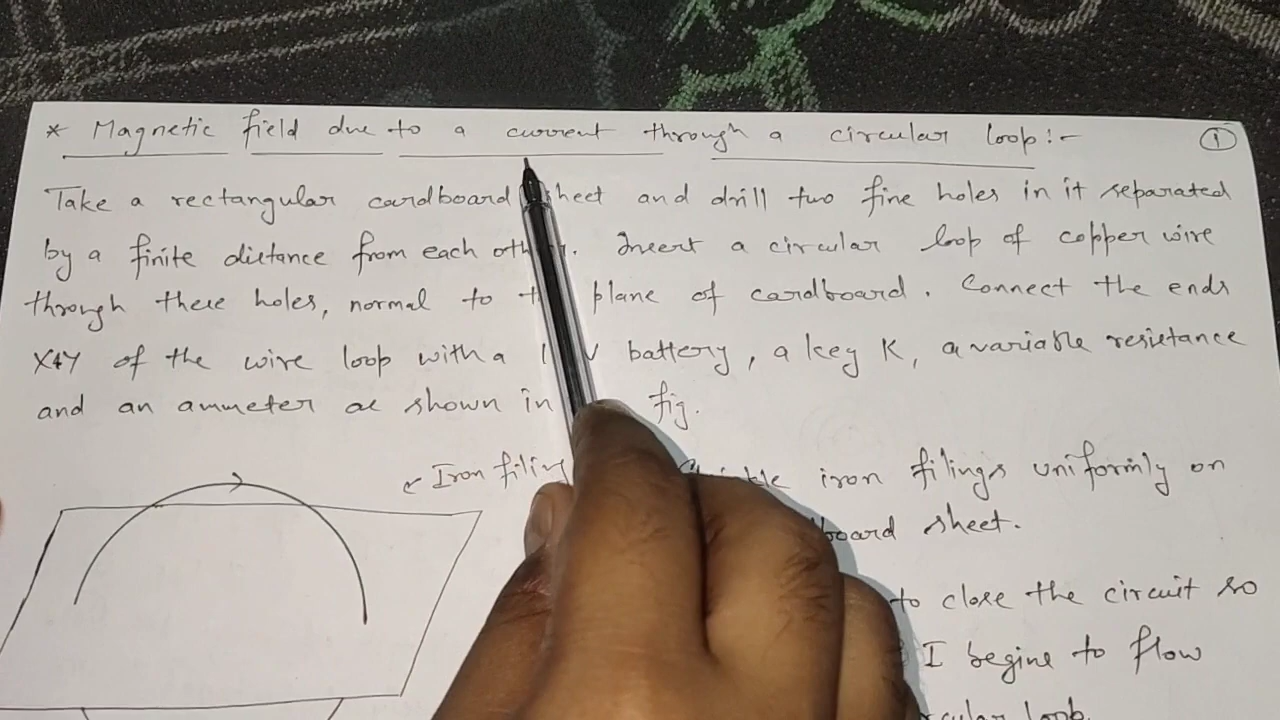 * Magnetic field due to a current through a circular loop:- ①
Take a rectangular cardboard sheet and drill two fine holes in it separated
by a finite distance from each other. Insert a circular loop of copper wire
through these holes, normal to plane of cardboard. Connect the ends
X&Y of the wire loop with a V battery, a key K, a variable resistance
and an ammeter as shown in fig.
Iron filin iron filings uniformly on
board sheet.
to close the circuit so
I begins to flow
cular loop.